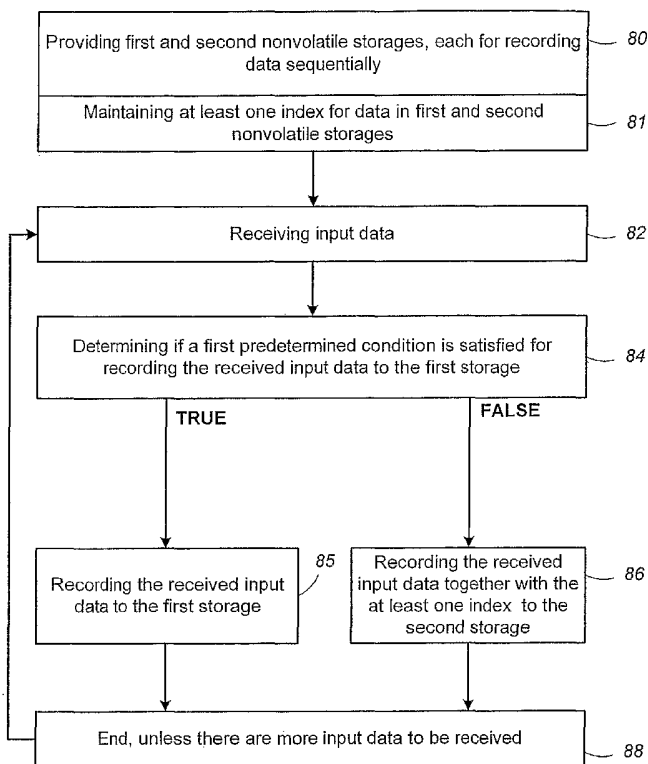 Providing first and second nonvolatile storages, each for recording
data sequentially
80
Maintaining at least one index for data in first and second
nonvolatile storages
81
Receiving input data
82
Determining if a first predetermined condition is satisfied for
recording the received input data to the first storage
84
TRUE
FALSE
Recording the received input
data to the first storage
85
Recording the received
input data together with the
at least one index to the
second storage
86
End, unless there are more input data to be received
88